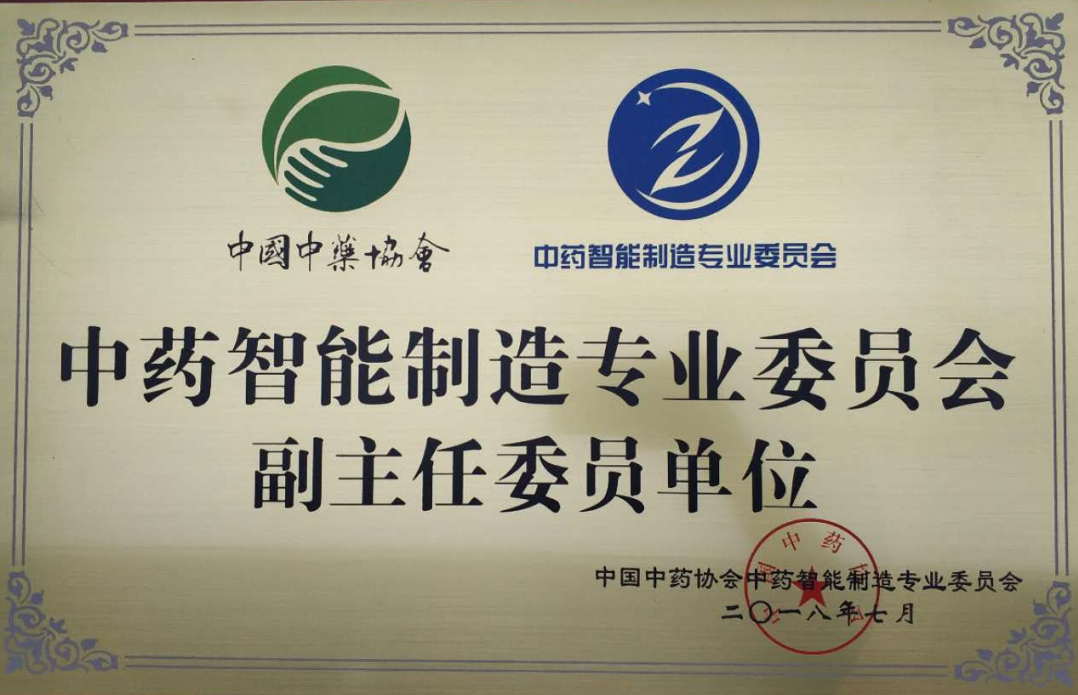 中國中藥協會
中药智能制造专业委员会
中药智能制造专业委员会
副主任委员单位
中国中药协会中药智能制造专业委员会
二〇一八年七月
中药